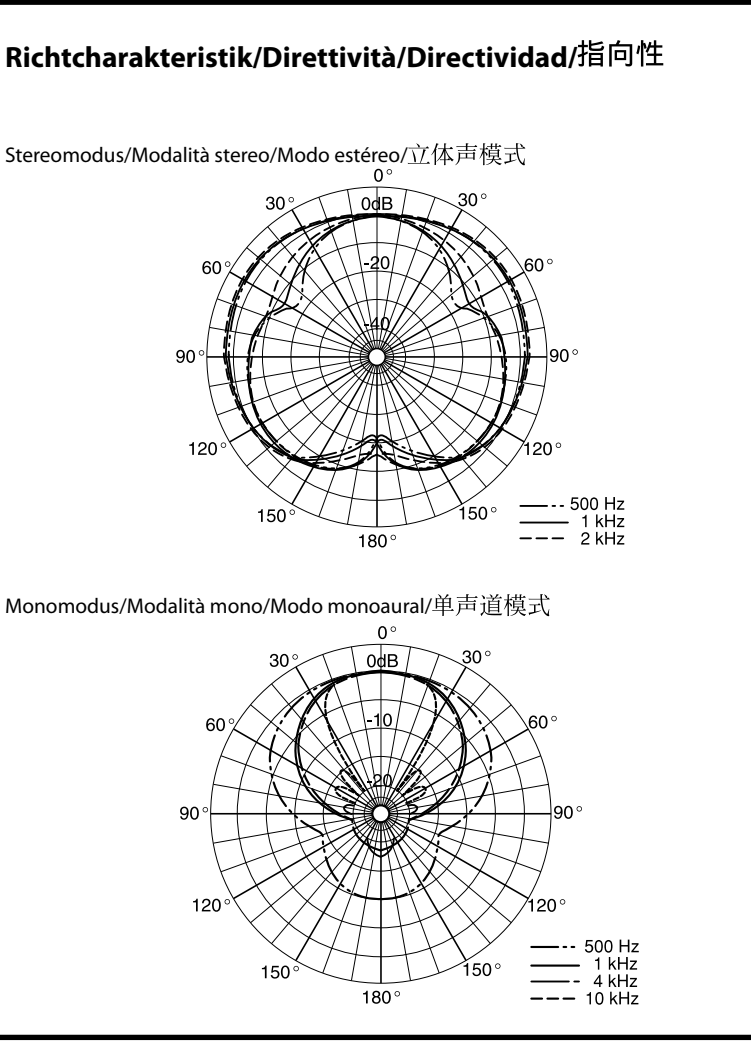 Richtcharakteristik/Direttività/Directividad/指向性
Stereomodus/Modalità stereo/Modo estéreo/立体声模式
0°
30° 0dB 30°
60° -20 60°
-40
90° 90°
120° 120°
150° 150°
180°
500 Hz
1 kHz
2 kHz
Monomodus/Modalità mono/Modo monoaural/单声道模式
0°
30° 0dB 30°
60° -10 60°
-20
90° 90°
120° 120°
150° 150°
180°
500 Hz
1 kHz
4 kHz
10 kHz